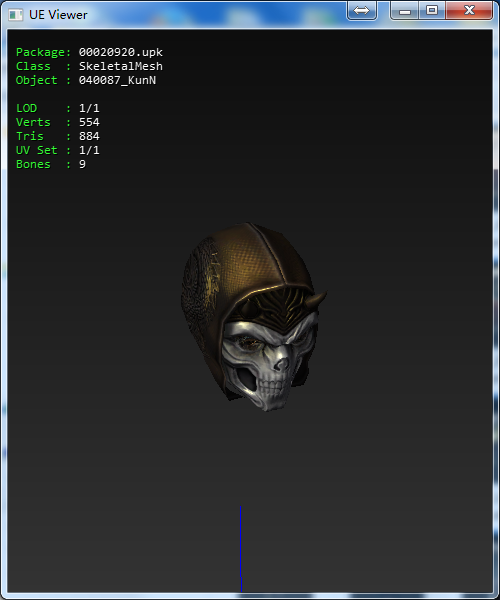 UE Viewer
Package: 00020920.upk
Class  : SkeletalMesh
Object : 040087_KunN
LOD    : 1/1
Verts  : 554
Tris   : 884
UV Set : 1/1
Bones  : 9